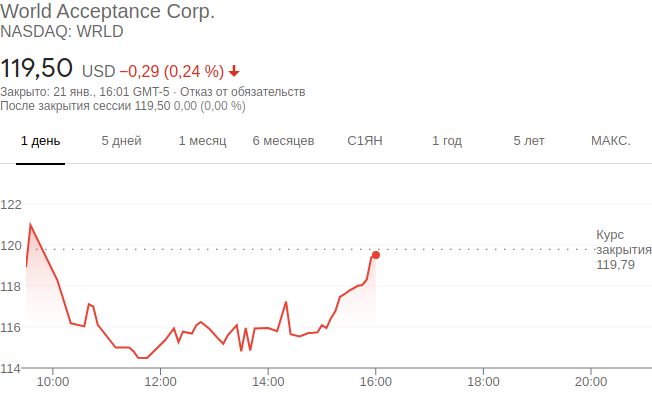 World Acceptance Corp.
NASDAQ: WRLD
119,50 USD −0,29 (0,24 %)
Закрыто: 21 янв., 16:01 GMT-5 · Отказ от обязательств
После закрытия сессии 119,50 0,00 (0,00 %)
1 день 5 дней 1 месяц 6 месяцев С1ЯН 1 год 5 лет МАКС.
122
120
118
116
114
Курс
закрытия
119,79
10:00 12:00 14:00 16:00 18:00 20:00